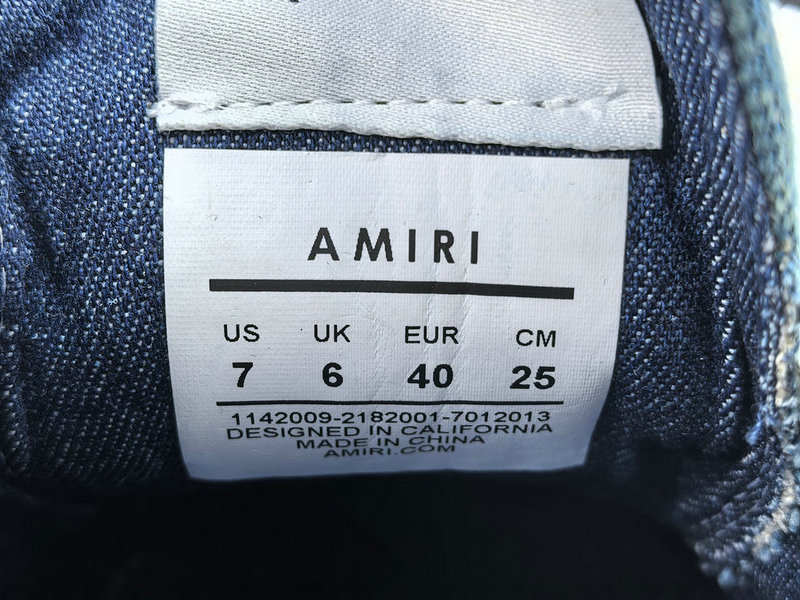 AMIRI
US UK EUR CM
7 6 40 25
1142009-2182001-7012013
DESIGNED IN CALIFORNIA
MADE IN CHINA
AMIRI.COM